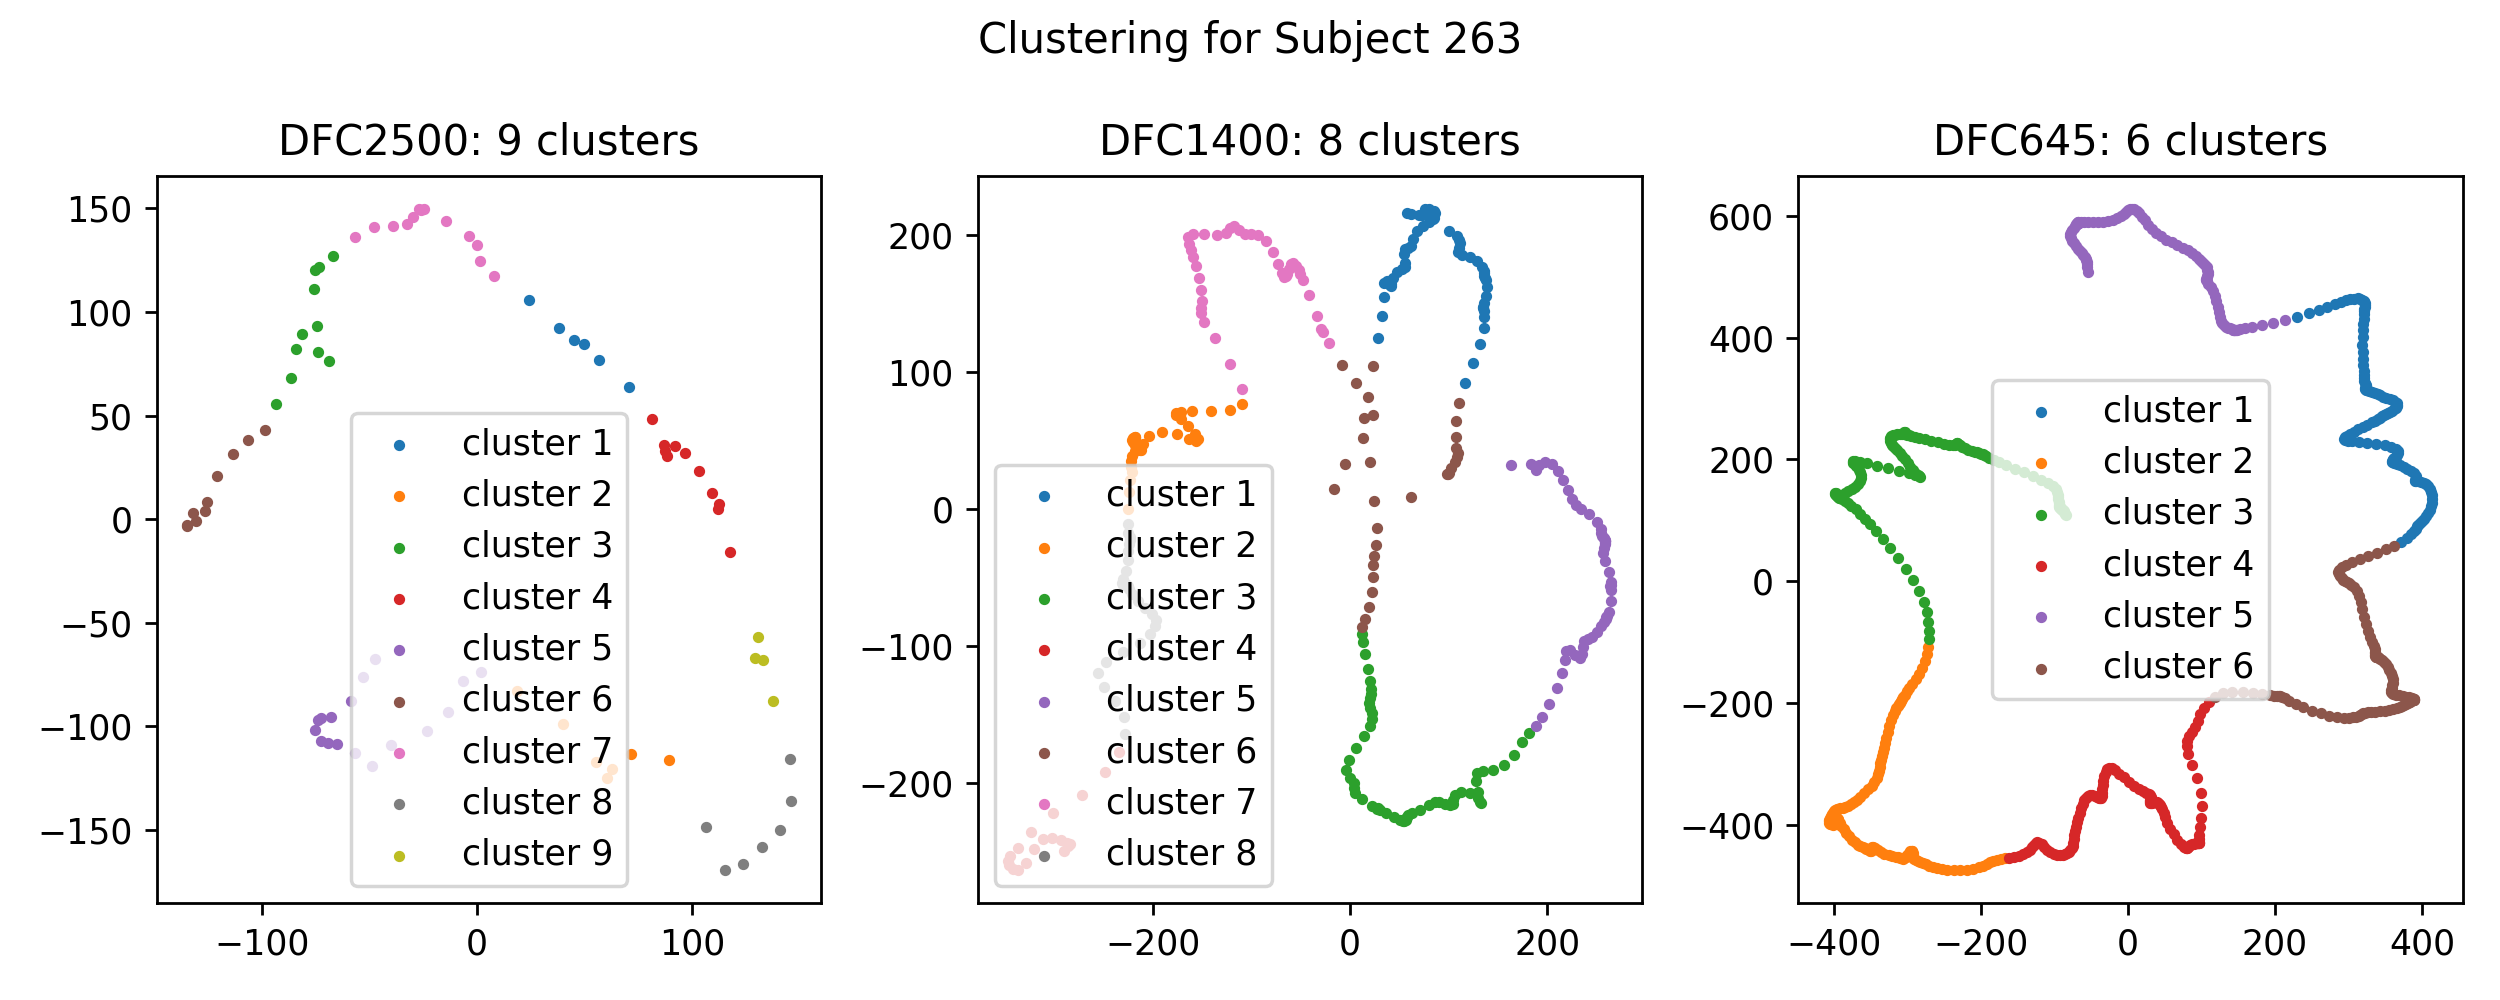 Clustering for Subject 263
DFC2500: 9 clusters
150
100
50
0
−50
−100
−150
−100
0
100
cluster 1
cluster 2
cluster 3
cluster 4
cluster 5
cluster 6
cluster 7
cluster 8
cluster 9
DFC1400: 8 clusters
200
100
0
−100
−200
−200
0
200
cluster 1
cluster 2
cluster 3
cluster 4
cluster 5
cluster 6
cluster 7
cluster 8
DFC645: 6 clusters
600
400
200
0
−200
−400
−400
−200
0
200
400
cluster 1
cluster 2
cluster 3
cluster 4
cluster 5
cluster 6